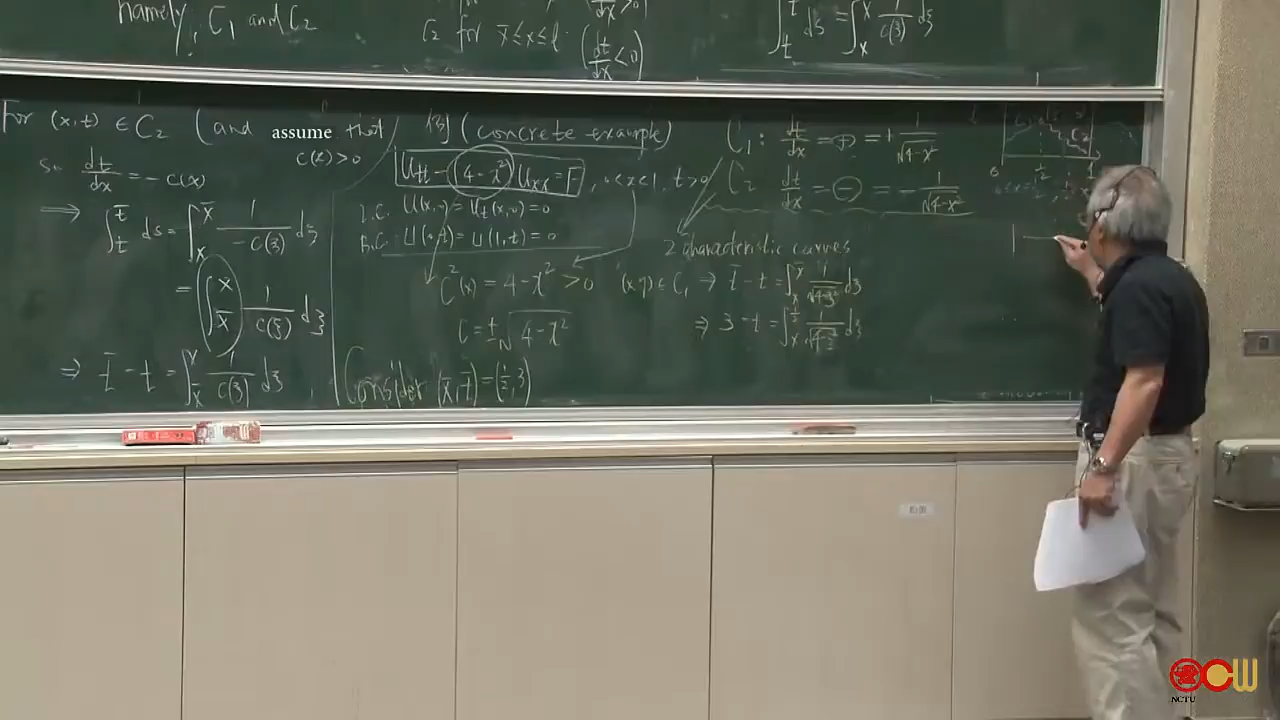 namely, C₁ and C₂
C₂ for x̄ ≤ x ≤ l (dt/dx < 0)
∫_t^t̄ ds = ∫_x^x̄ 1/c(ξ) dξ
For (x,t) ∈ C₂ (and assume that
c(x) > 0
dt/dx = - c(x)
⇒ ∫_t^t̄ ds = ∫_x^x̄ 1/-c(ξ) dξ
= ∫_x̄^x 1/c(ξ) dξ
⇒ t̄ - t = ∫_x̄^x 1/c(ξ) dξ ,
例 (concrete example)
U_tt - (4-x²) U_xx = F , 0<x<1, t>0
I.C. U(x,0) = U_t(x,0) = 0
B.C. U(0,t) = U(1,t) = 0
C²(x) = 4-x² > 0
C = ±√(4-x²)
Consider (x̄,t̄) = (1/2, 3)
C₁ : dt/dx = ⊕ = + 1/√(4-x²)
C₂ dt/dx = ⊖ = - 1/√(4-x²)
2 characteristic curves
∈ C₁ ⇒ t̄ - t = ∫_x^x̄ 1/√(4-ξ²) dξ
⇒ 3 - t = ∫_x^{1/2} 1/√(4-ξ²) dξ
C₂
OCW
NCTU